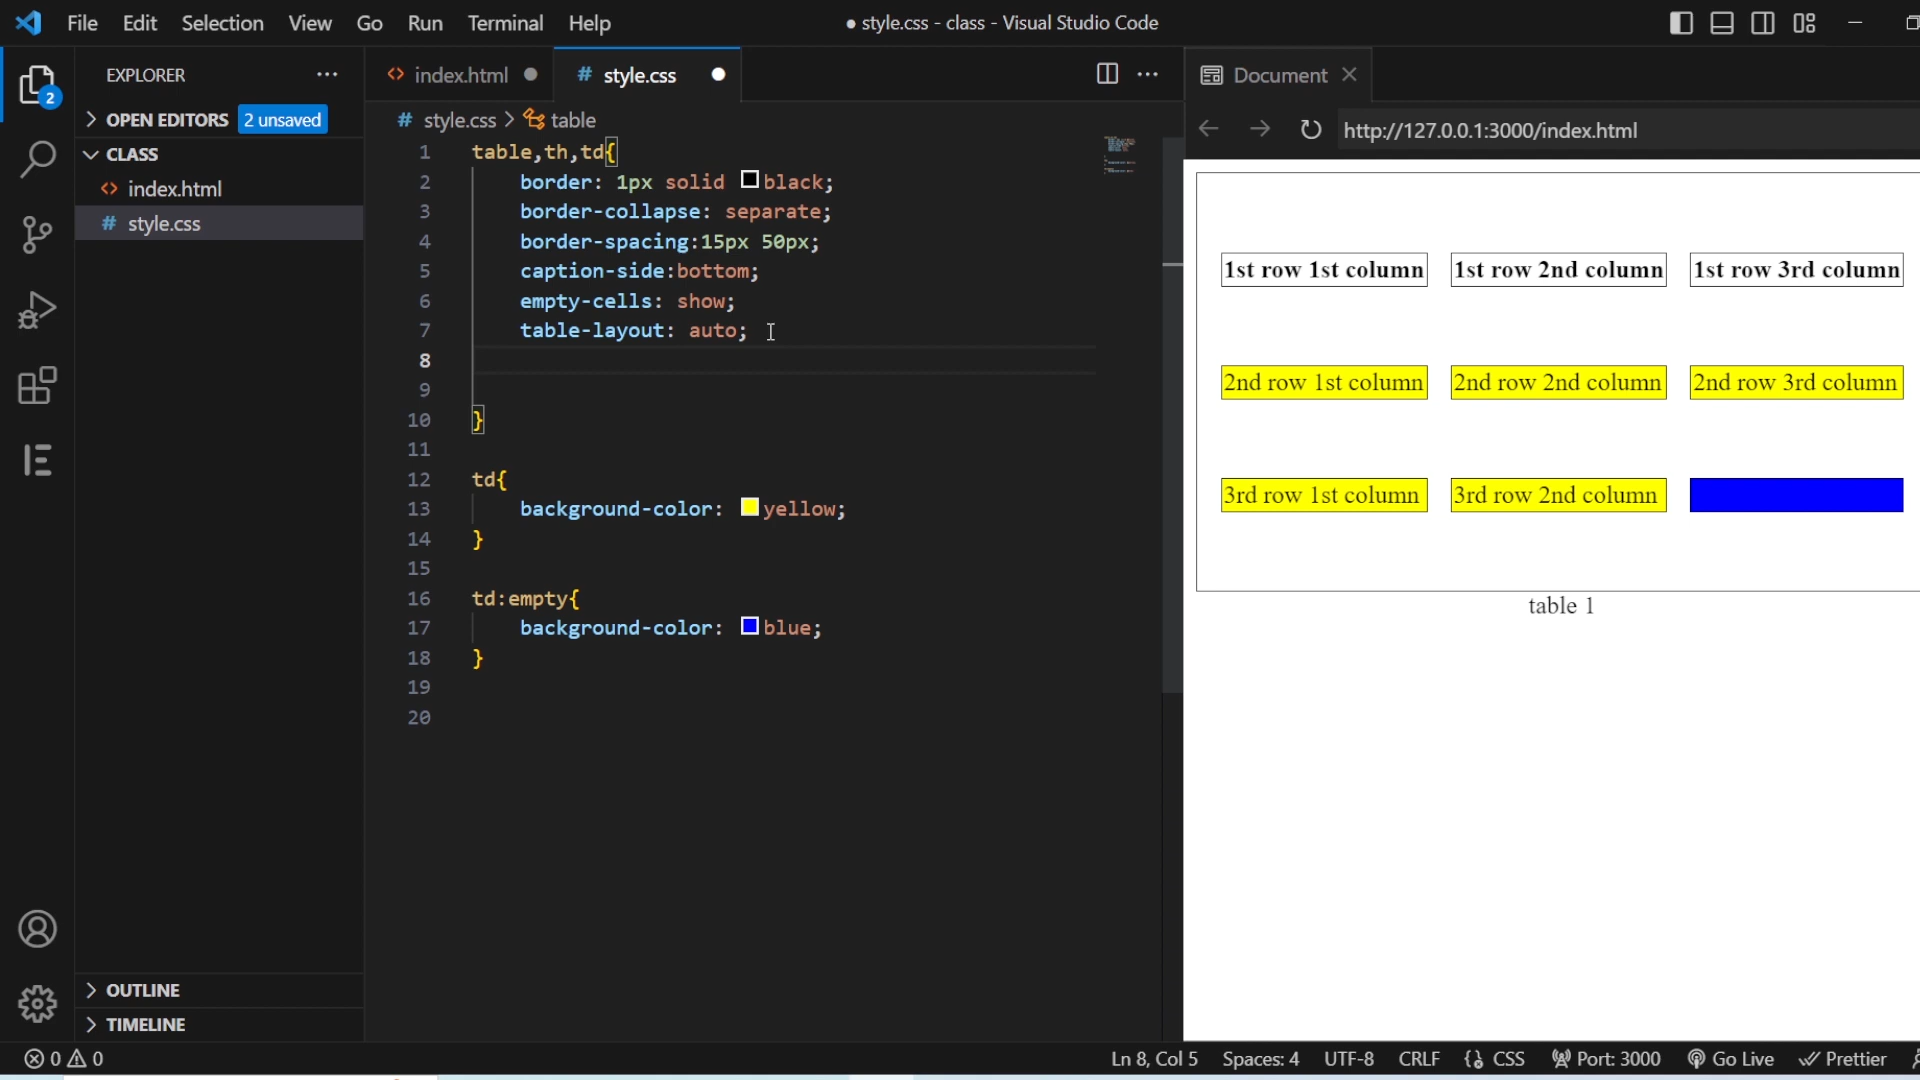 File Edit Selection View Go Run Terminal Help
● style.css - class - Visual Studio Code
EXPLORER
OPEN EDITORS 2 unsaved
CLASS
index.html
# style.css
2
index.html
# style.css
# style.css > table
1 table,th,td{
2 border: 1px solid black;
3 border-collapse: separate;
4 border-spacing:15px 50px;
5 caption-side:bottom;
6 empty-cells: show;
7 table-layout: auto;
8
9
10 }
11
12 td{
13 background-color: yellow;
14 }
15
16 td:empty{
17 background-color: blue;
18 }
19
20
Document
http://127.0.0.1:3000/index.html
1st row 1st column 1st row 2nd column 1st row 3rd column
2nd row 1st column 2nd row 2nd column 2nd row 3rd column
3rd row 1st column 3rd row 2nd column
table 1
OUTLINE
TIMELINE
0 0 Ln 8, Col 5 Spaces: 4 UTF-8 CRLF {} CSS Port: 3000 Go Live Prettier